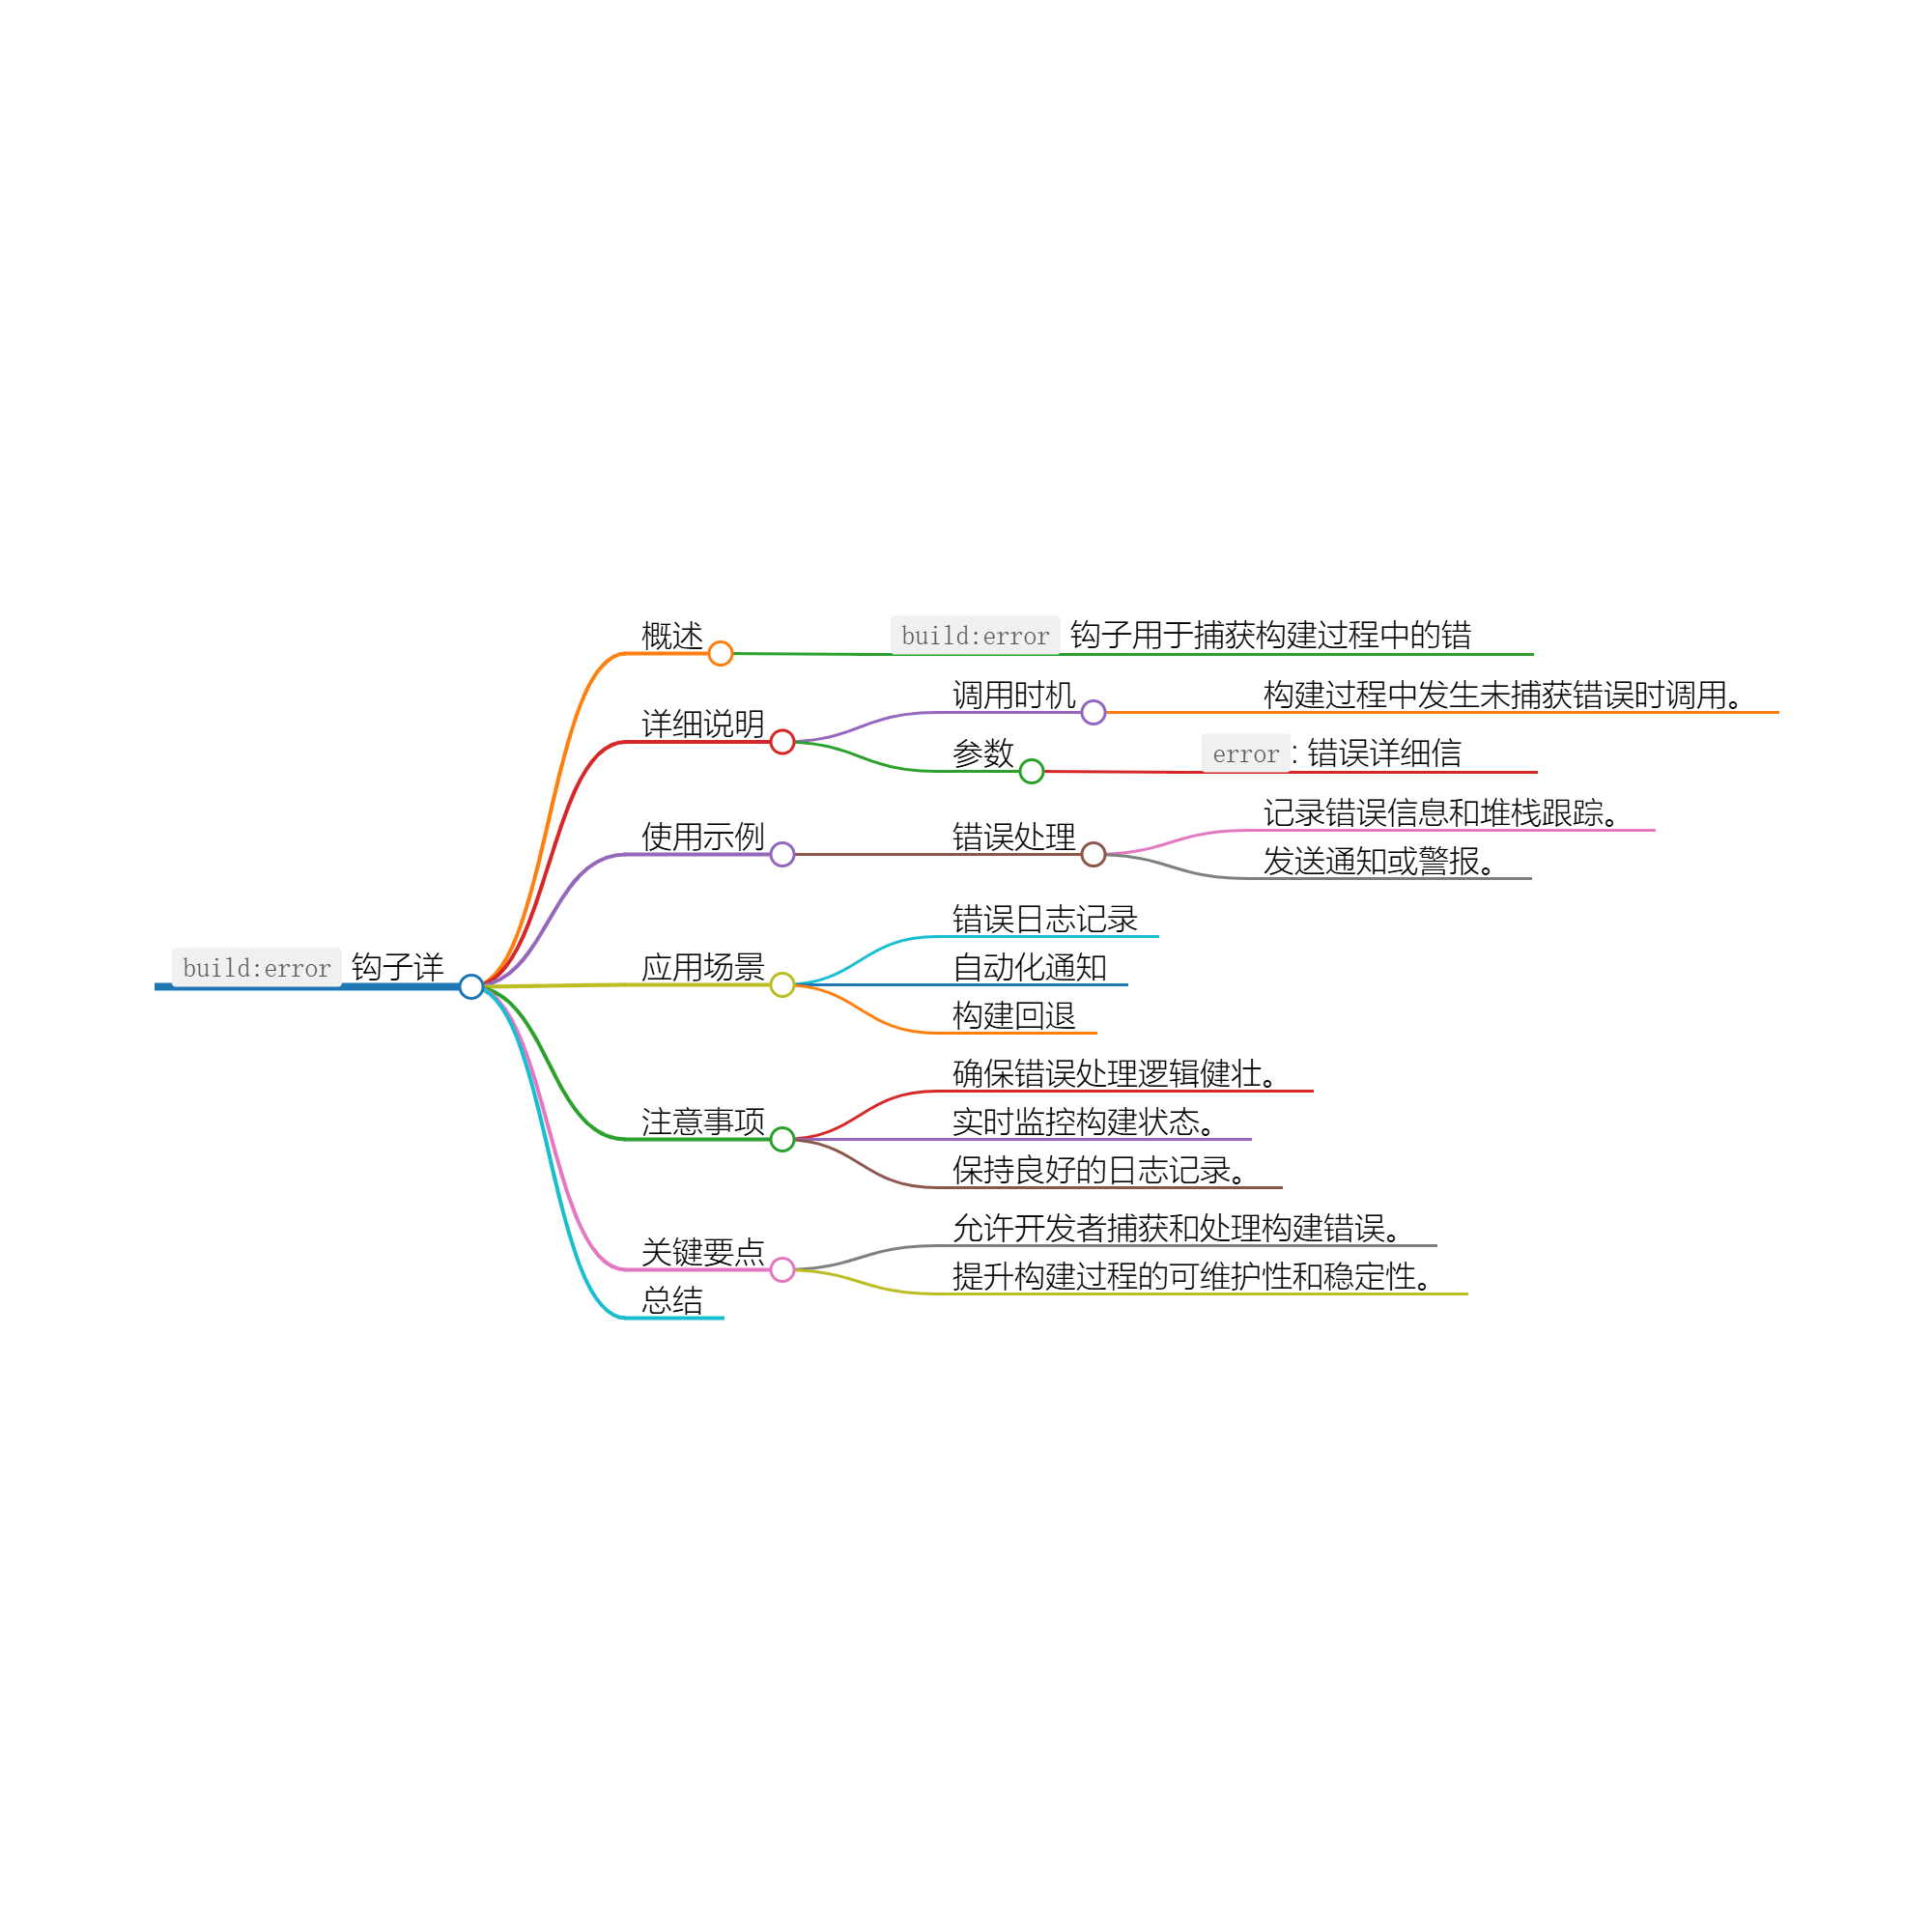 build:error 钩子详
概述
build:error 钩子用于捕获构建过程中的错
详细说明
调用时机
构建过程中发生未捕获错误时调用。
参数
error: 错误详细信
使用示例
错误处理
记录错误信息和堆栈跟踪。
发送通知或警报。
应用场景
错误日志记录
自动化通知
构建回退
注意事项
确保错误处理逻辑健壮。
实时监控构建状态。
保持良好的日志记录。
关键要点
允许开发者捕获和处理构建错误。
提升构建过程的可维护性和稳定性。
总结